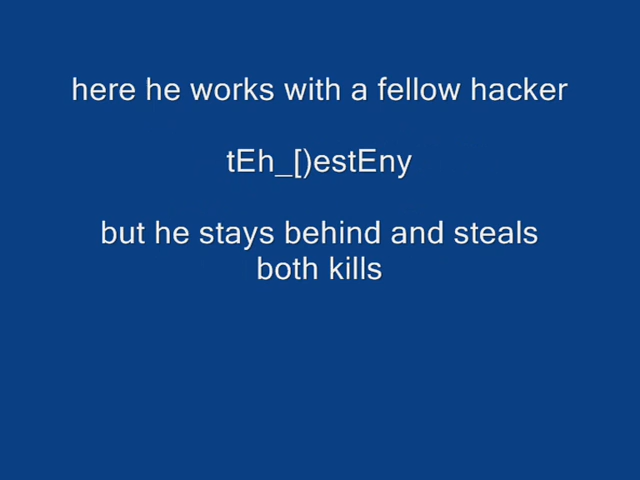 here he works with a fellow hacker
tEh_[)estEny
but he stays behind and steals
both kills